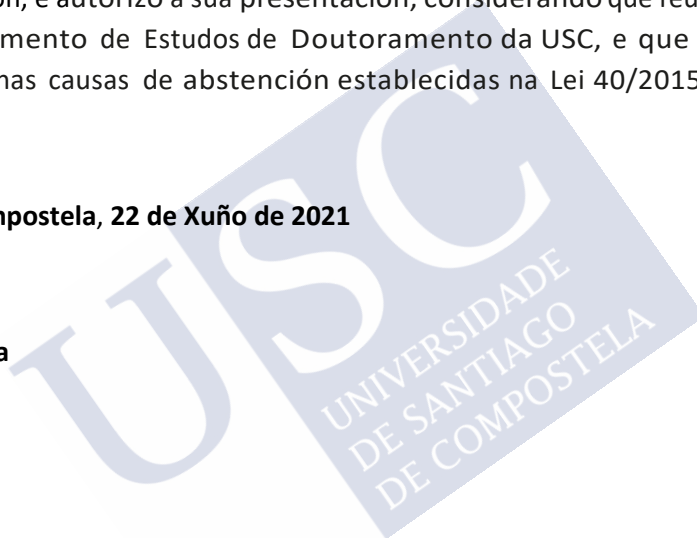 ón, e autorizo a súa presentación, considerando que reú
mento de Estudos de Doutoramento da USC, e que
nas causas de abstención establecidas na Lei 40/2015
npostela, 22 de Xuño de 2021
a
USC
UNIVERSIDADE
DE SANTIAGO
DE COMPOSTELA